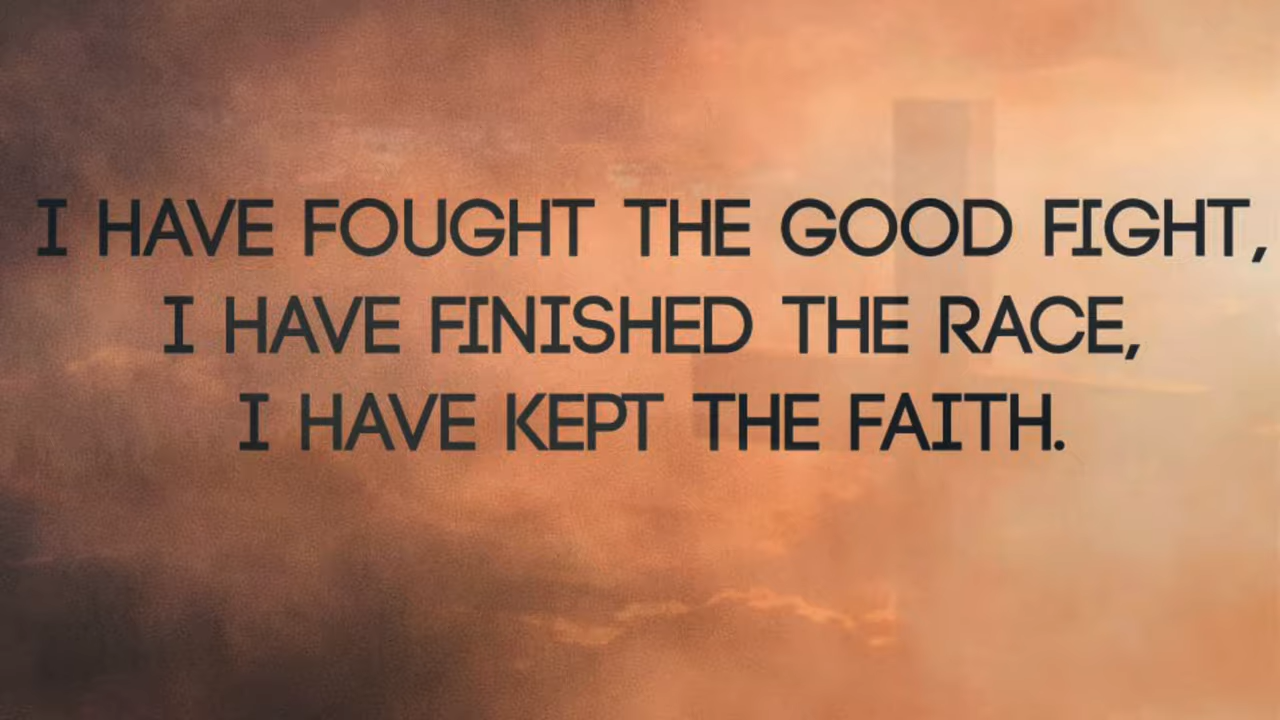 I HAVE FOUGHT THE GOOD FIGHT,
I HAVE FINISHED THE RACE,
I HAVE KEPT THE FAITH.